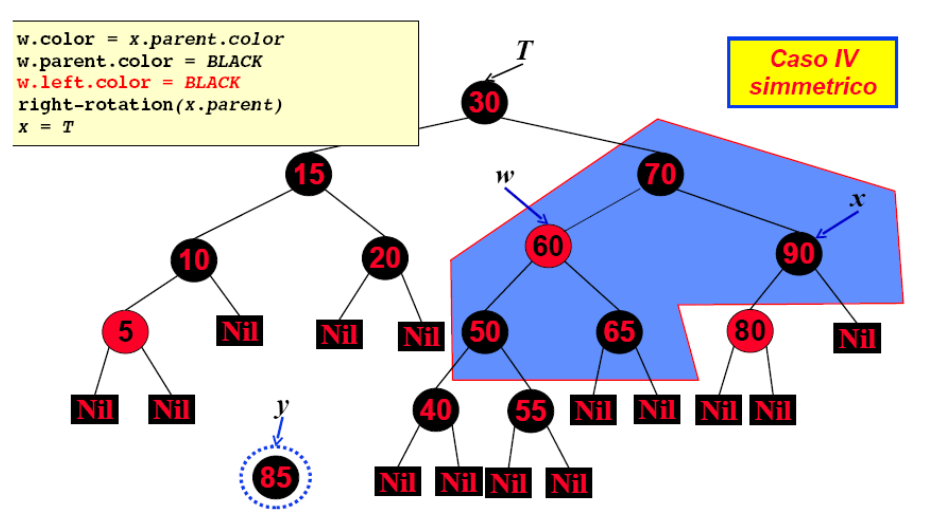 w.color = x.parent.color
w.parent.color = BLACK
w.left.color = BLACK
right-rotation(x.parent)
x = T
Caso IV
simmetrico
T
30
15
70
w
x
60
10
20
90
5
Nil
Nil
Nil
50
65
80
Nil
Nil
Nil
y
40
55
Nil
Nil
Nil
Nil
85
Nil
Nil
Nil
Nil